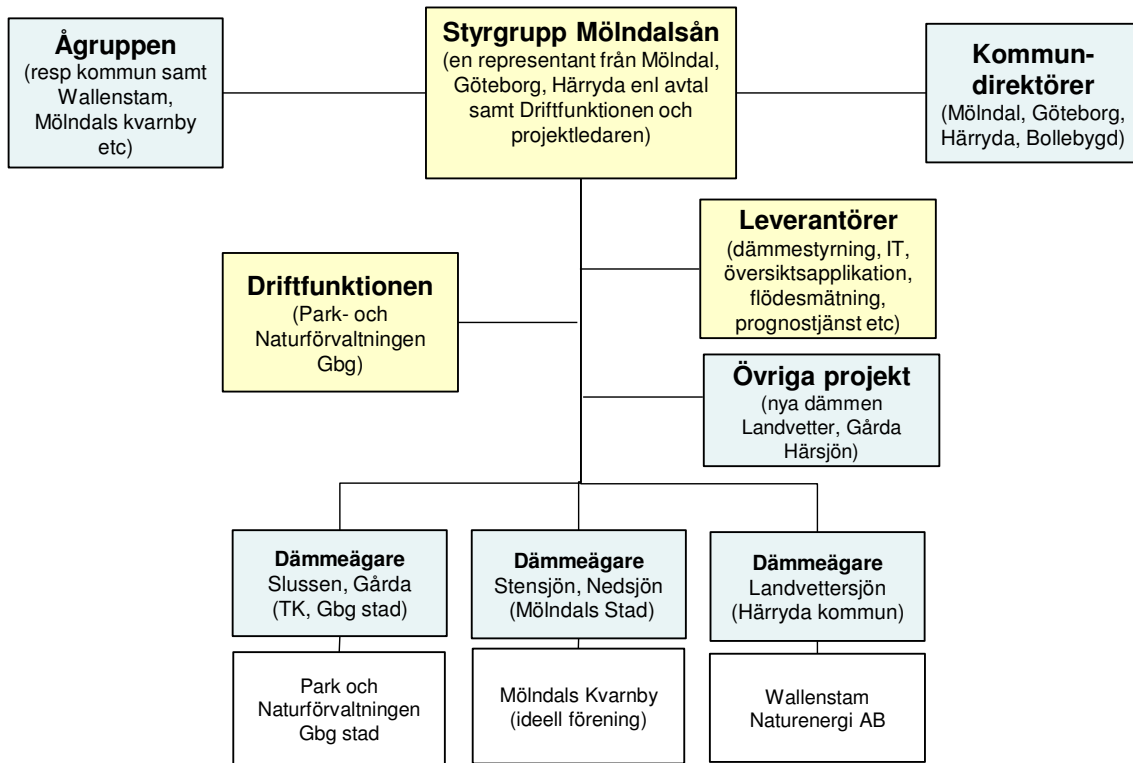 Ågruppen
(resp kommun samt
Wallenstam,
Mölndals kvarnby
etc)
Styrgrupp Mölndalsån
(en representant från Mölndal,
Göteborg, Härryda enl avtal
samt Driftfunktionen och
projektledaren)
Kommun-
direktörer
(Mölndal, Göteborg,
Härryda, Bollebygd)
Leverantörer
(dämmestyrning, IT,
översiktsapplikation,
flödesmätning,
prognostjänst etc)
Driftfunktionen
(Park- och
Naturförvaltningen
Gbg)
Övriga projekt
(nya dämmen
Landvetter, Gårda
Härsjön)
Dämmeägare
Slussen, Gårda
(TK, Gbg stad)
Dämmeägare
Stensjön, Nedsjön
(Mölndals Stad)
Dämmeägare
Landvettersjön
(Härryda kommun)
Park och
Naturförvaltningen
Gbg stad
Mölndals Kvarnby
(ideell förening)
Wallenstam
Naturenergi AB